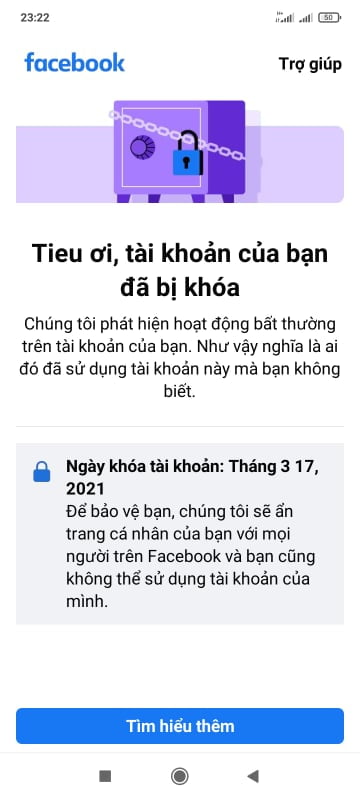 23:22
50
facebook
Trợ giúp
Tieu ơi, tài khoản của bạn
đã bị khóa
Chúng tôi phát hiện hoạt động bất thường
trên tài khoản của bạn. Như vậy nghĩa là ai
đó đã sử dụng tài khoản này mà bạn không
biết.
Ngày khóa tài khoản: Tháng 3 17,
2021
Để bảo vệ bạn, chúng tôi sẽ ẩn
trang cá nhân của bạn với mọi
người trên Facebook và bạn cũng
không thể sử dụng tài khoản của
mình.
Tìm hiểu thêm